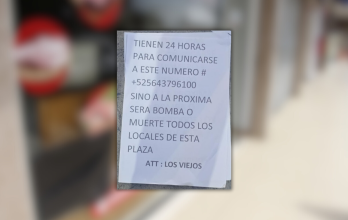 TIENEN 24 HORAS
PARA COMUNICARSE
A ESTE NUMERO #
+525643796100
SINO A LA PROXIMA
SERA BOMBA O
MUERTE TODOS LOS
LOCALES DE ESTA
PLAZA
ATT : LOS VIEJOS